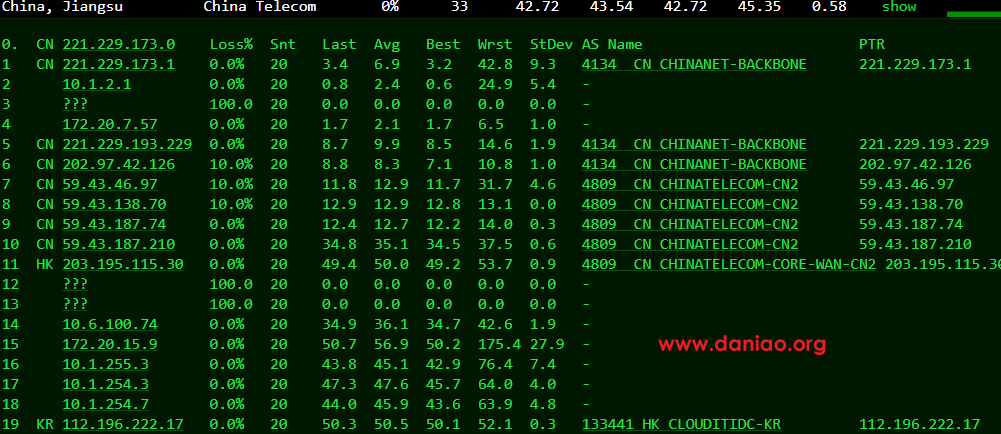 China, Jiangsu China Telecom 0% 33 42.72 43.54 42.72 45.35 0.58 show
0. CN 221.229.173.0 Loss% Snt Last Avg Best Wrst StDev AS Name PTR
1 CN 221.229.173.1 0.0% 20 3.4 6.9 3.2 42.8 9.3 4134 CN CHINANET-BACKBONE 221.229.173.1
2 10.1.2.1 0.0% 20 0.8 2.4 0.6 24.9 5.4 -
3 ??? 100.0 20 0.0 0.0 0.0 0.0 0.0 -
4 172.20.7.57 0.0% 20 1.7 2.1 1.7 6.5 1.0 -
5 CN 221.229.193.229 0.0% 20 8.7 9.9 8.5 14.6 1.9 4134 CN CHINANET-BACKBONE 221.229.193.229
6 CN 202.97.42.126 10.0% 20 8.8 8.3 7.1 10.8 1.0 4134 CN CHINANET-BACKBONE 202.97.42.126
7 CN 59.43.46.97 10.0% 20 11.8 12.9 11.7 31.7 4.6 4809 CN CHINATELECOM-CN2 59.43.46.97
8 CN 59.43.138.70 10.0% 20 12.9 12.9 12.8 13.1 0.0 4809 CN CHINATELECOM-CN2 59.43.138.70
9 CN 59.43.187.74 0.0% 20 12.4 12.7 12.2 14.0 0.3 4809 CN CHINATELECOM-CN2 59.43.187.74
10 CN 59.43.187.210 0.0% 20 34.8 35.1 34.5 37.5 0.6 4809 CN CHINATELECOM-CN2 59.43.187.210
11 HK 203.195.115.30 0.0% 20 49.4 50.0 49.2 53.7 0.9 4809 CN CHINATELECOM-CORE-WAN-CN2 203.195.115.30
12 ??? 100.0 20 0.0 0.0 0.0 0.0 0.0 -
13 ??? 100.0 20 0.0 0.0 0.0 0.0 0.0 -
14 10.6.100.74 0.0% 20 34.9 36.1 34.7 42.6 1.9 -
15 172.20.15.9 0.0% 20 50.7 56.9 50.2 175.4 27.9 -
www.daniao.org
16 10.1.255.3 0.0% 20 43.8 45.1 42.9 76.4 7.4 -
17 10.1.254.3 0.0% 20 47.3 47.6 45.7 64.0 4.0 -
18 10.1.254.7 0.0% 20 44.0 45.9 43.6 63.9 4.8 -
19 KR 112.196.222.17 0.0% 20 50.3 50.5 50.1 52.1 0.3 133441 HK CLOUDITIDC-KR 112.196.222.17